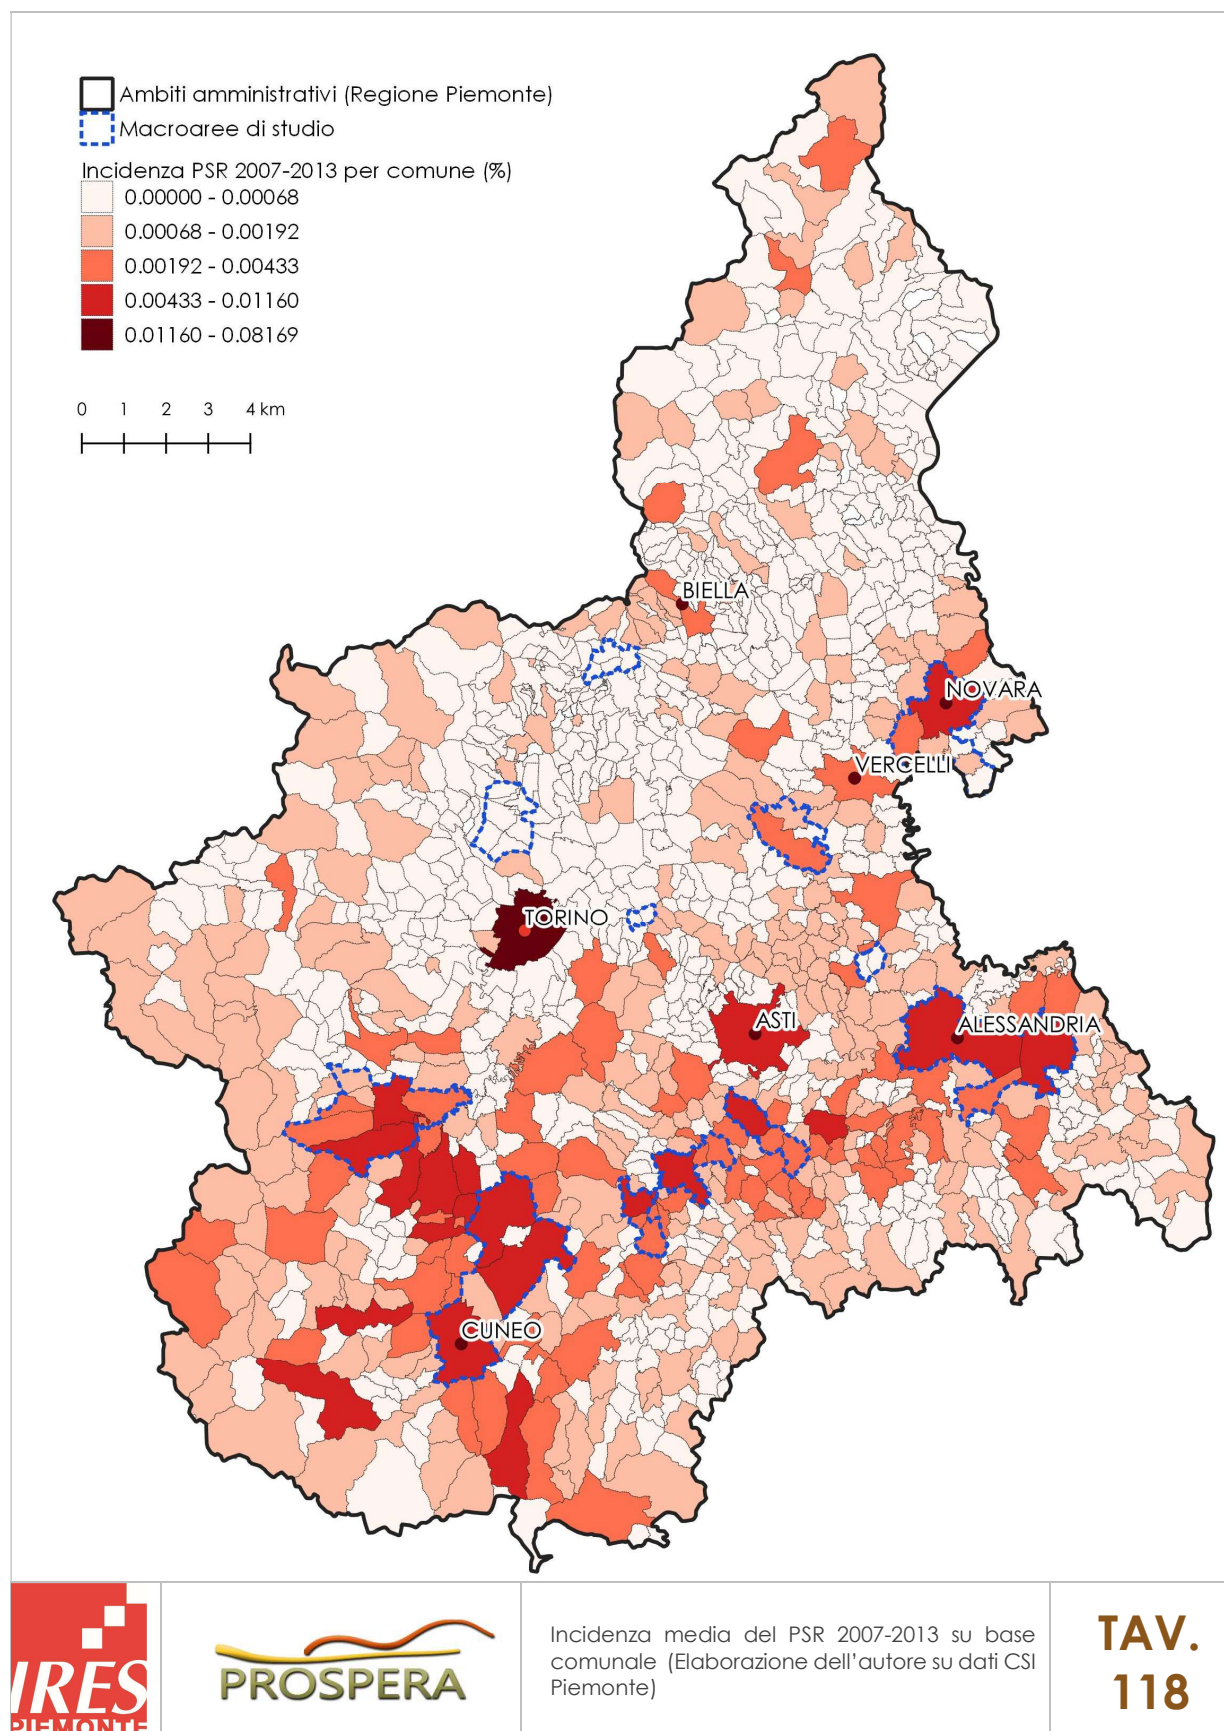 Ambiti amministrativi (Regione Piemonte)
Macroaree di studio
Incidenza PSR 2007-2013 per comune (%)
0.00000 - 0.00068
0.00068 - 0.00192
0.00192 - 0.00433
0.00433 - 0.01160
0.01160 - 0.08169
0 1 2 3 4 km
BIELLA
NOVARA
VERCELLI
TORINO
ASTI
ALESSANDRIA
CUNEO
IRES
PIEMONTE
PROSPERA
Incidenza media del PSR 2007-2013 su base
comunale (Elaborazione dell'autore su dati CSI
Piemonte)
TAV.
118